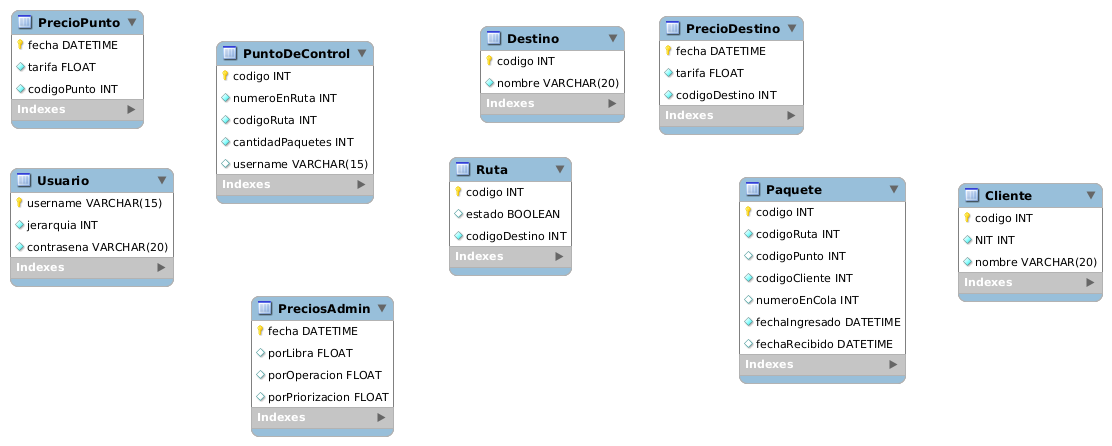 PrecioPunto
fecha DATETIME
tarifa FLOAT
codigoPunto INT
Indexes
PuntoDeControl
codigo INT
numeroEnRuta INT
codigoRuta INT
cantidadPaquetes INT
username VARCHAR(15)
Indexes
Destino
codigo INT
nombre VARCHAR(20)
Indexes
PrecioDestino
fecha DATETIME
tarifa FLOAT
codigoDestino INT
Indexes
Usuario
username VARCHAR(15)
jerarquia INT
contrasena VARCHAR(20)
Indexes
Ruta
codigo INT
estado BOOLEAN
codigoDestino INT
Indexes
Paquete
codigo INT
codigoRuta INT
codigoPunto INT
codigoCliente INT
numeroEnCola INT
fechaIngresado DATETIME
fechaRecibido DATETIME
Indexes
Cliente
codigo INT
NIT INT
nombre VARCHAR(20)
Indexes
PreciosAdmin
fecha DATETIME
porLibra FLOAT
porOperacion FLOAT
porPriorizacion FLOAT
Indexes